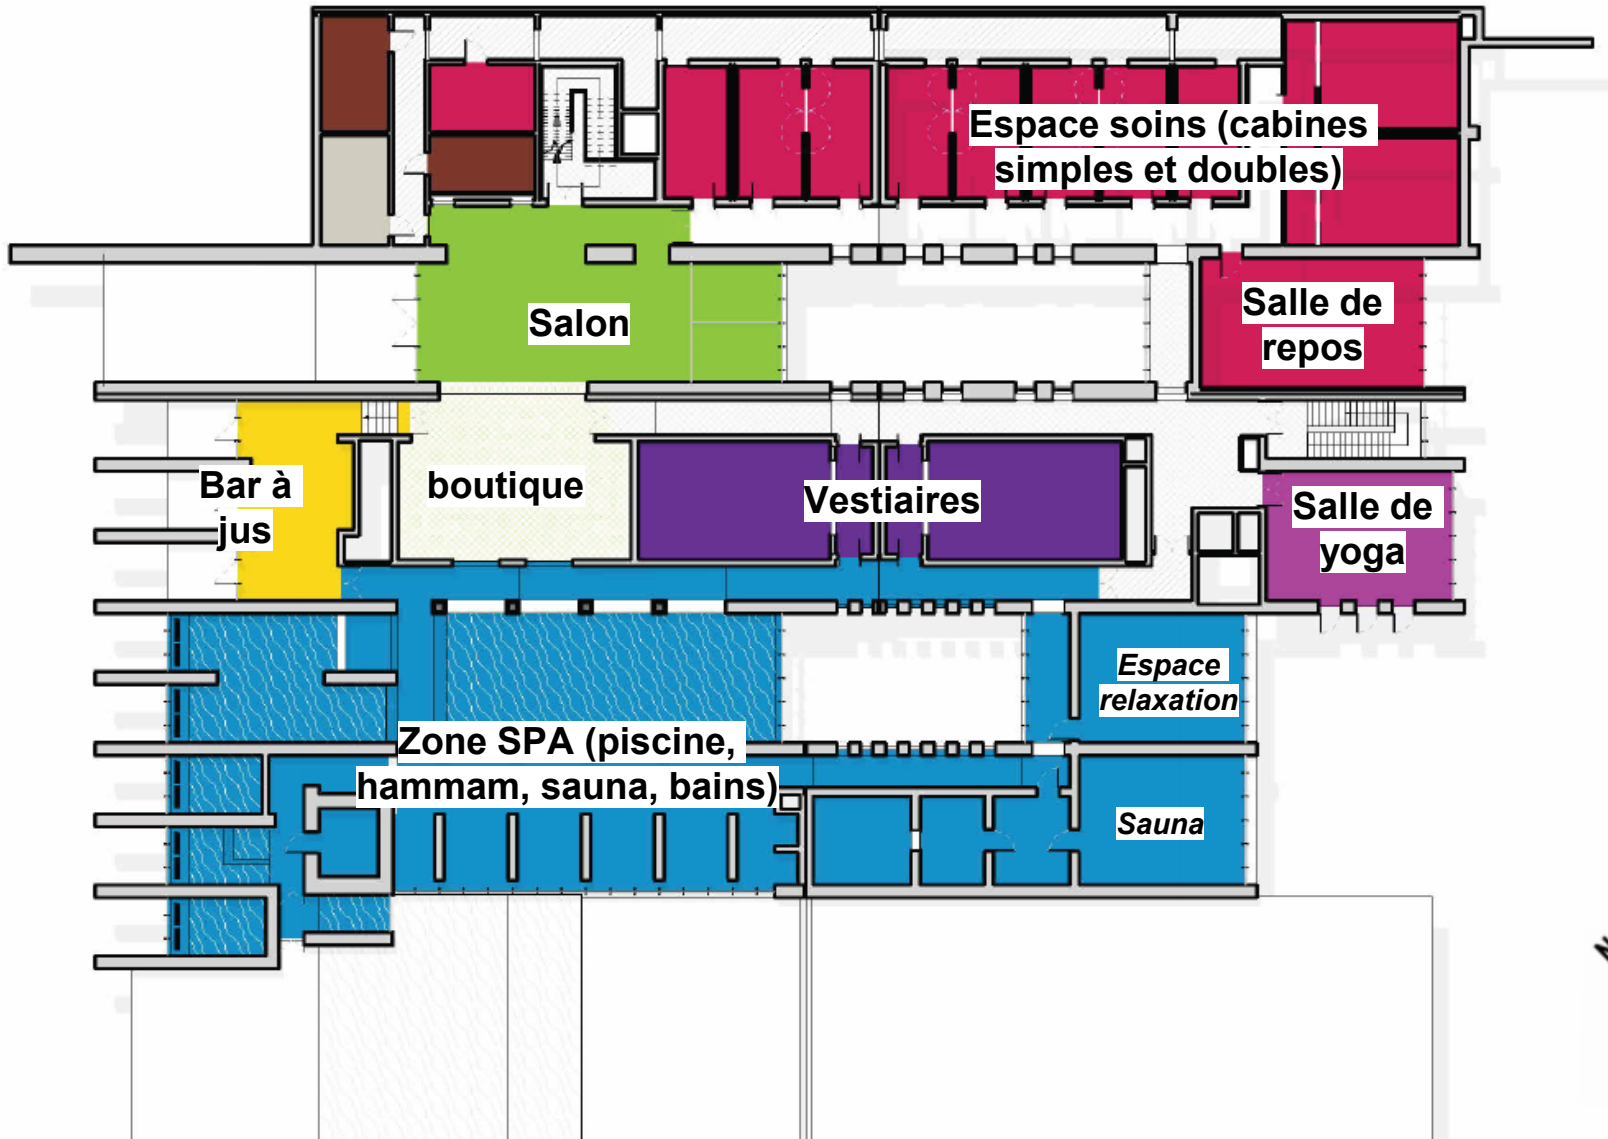 Espace soins (cabines
simples et doubles)
Salon
Salle de
repos
Bar à
jus
boutique
Vestiaires
Salle de
yoga
Espace
relaxation
Zone SPA (piscine,
hammam, sauna, bains)
Sauna